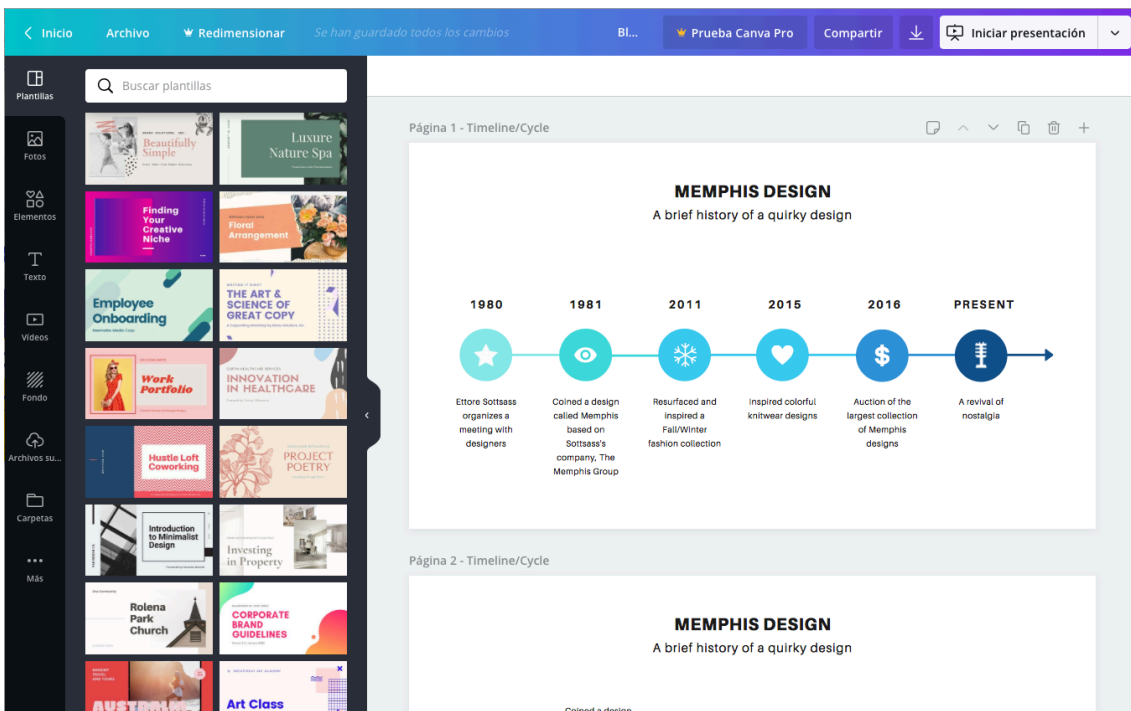 Inicio
Archivo
Redimensionar
Se han guardado todos los cambios
Bl...
Prueba Canva Pro
Compartir
Iniciar presentación
Plantillas
Fotos
Elementos
Texto
Videos
Fondo
Archivos su...
Carpetas
Más
Buscar plantillas
Beautifully
Simple
Luxure
Nature Spa
Finding
Your
Creative
Niche
Floral
Arrangement
Employee
Onboarding
THE ART &
SCIENCE OF
GREAT COPY
Work
Portfolio
INNOVATION
IN HEALTHCARE
Hustle Loft
Coworking
PROJECT
POETRY
Introduction
to Minimalist
Design
Investing
in Property
Rolena
Park
Church
CORPORATE
BRAND
GUIDELINES
Art Class
Página 1 - Timeline/Cycle
MEMPHIS DESIGN
A brief history of a quirky design
1980
1981
2011
2015
2016
PRESENT
Ettore Sottsass
organizes a
meeting with
designers
Coined a design
called Memphis
based on
Sottsass's
company, The
Memphis Group
Resurfaced and
inspired a
Fall/Winter
fashion collection
Inspired colorful
knitwear designs
Auction of the
largest collection
of Memphis
designs
A revival of
nostalgia
Página 2 - Timeline/Cycle
MEMPHIS DESIGN
A brief history of a quirky design
Coined a design